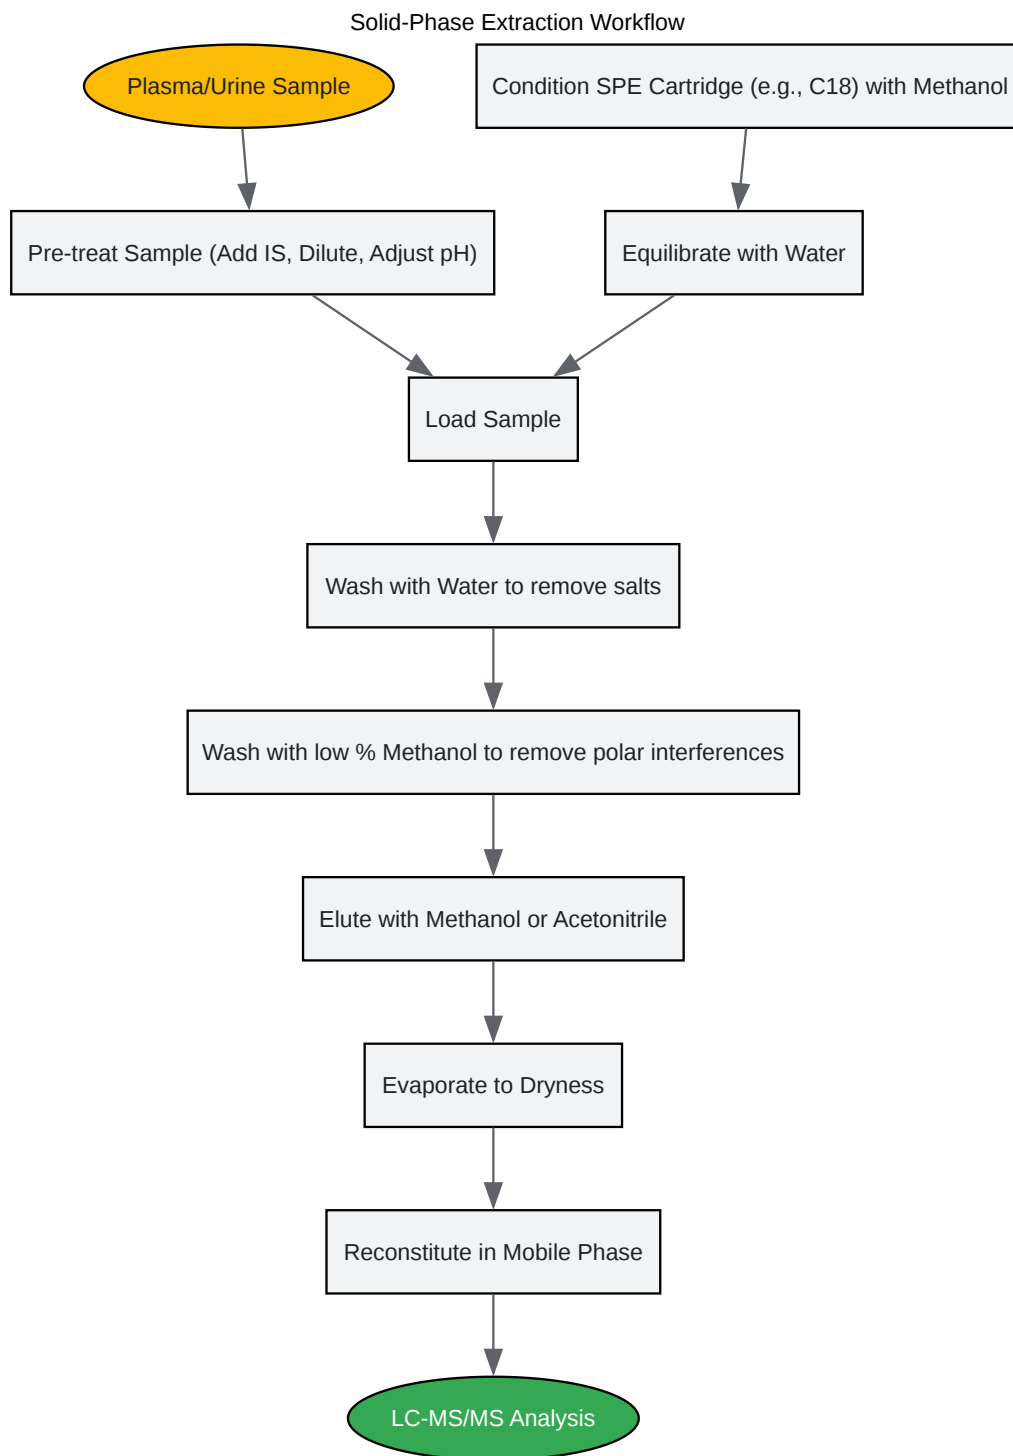 Solid-Phase Extraction Workflow
Plasma/Urine Sample
Condition SPE Cartridge (e.g., C18) with Methanol
Pre-treat Sample (Add IS, Dilute, Adjust pH)
Equilibrate with Water
Load Sample
Wash with Water to remove salts
Wash with low % Methanol to remove polar interferences
Elute with Methanol or Acetonitrile
Evaporate to Dryness
Reconstitute in Mobile Phase
LC-MS/MS Analysis